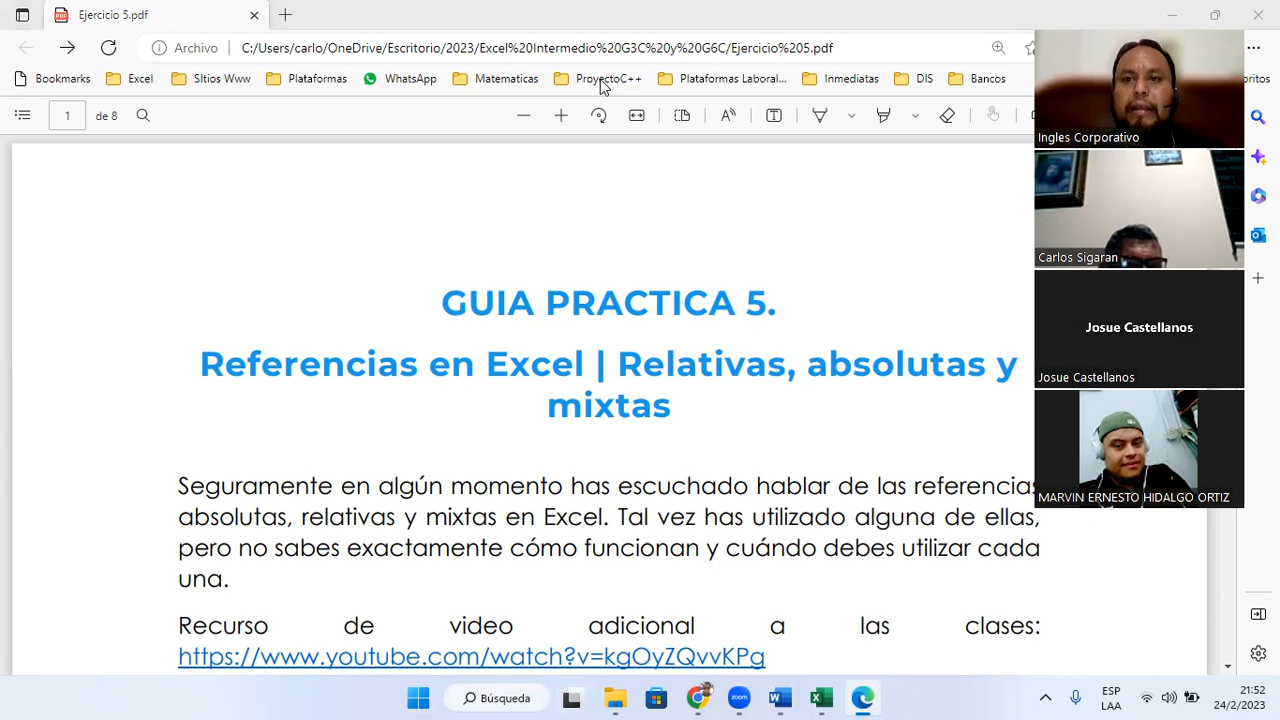 Ejercicio 5.pdf
Archivo
C:/Users/carlo/OneDrive/Escritorio/2023/Excel%20Intermedio%20G3C%20y%20G6C/Ejercicio%205.pdf
Bookmarks
Excel
SItios Www
Plataformas
WhatsApp
Matematicas
ProyectoC++
Plataformas Laboral...
Inmediatas
DIS
Bancos
oritos
1
de 8
Ingles Corporativo
Carlos Sigaran
Josue Castellanos
Josue Castellanos
MARVIN ERNESTO HIDALGO ORTIZ
GUIA PRACTICA 5.
Referencias en Excel | Relativas, absolutas y
mixtas
Seguramente en algún momento has escuchado hablar de las referencias
absolutas, relativas y mixtas en Excel. Tal vez has utilizado alguna de ellas,
pero no sabes exactamente cómo funcionan y cuándo debes utilizar cada
una.
Recurso de video adicional a las clases:
https://www.youtube.com/watch?v=kgOyZQvvKPg
Búsqueda
zoom
ESP
LAA
21:52
24/2/2023